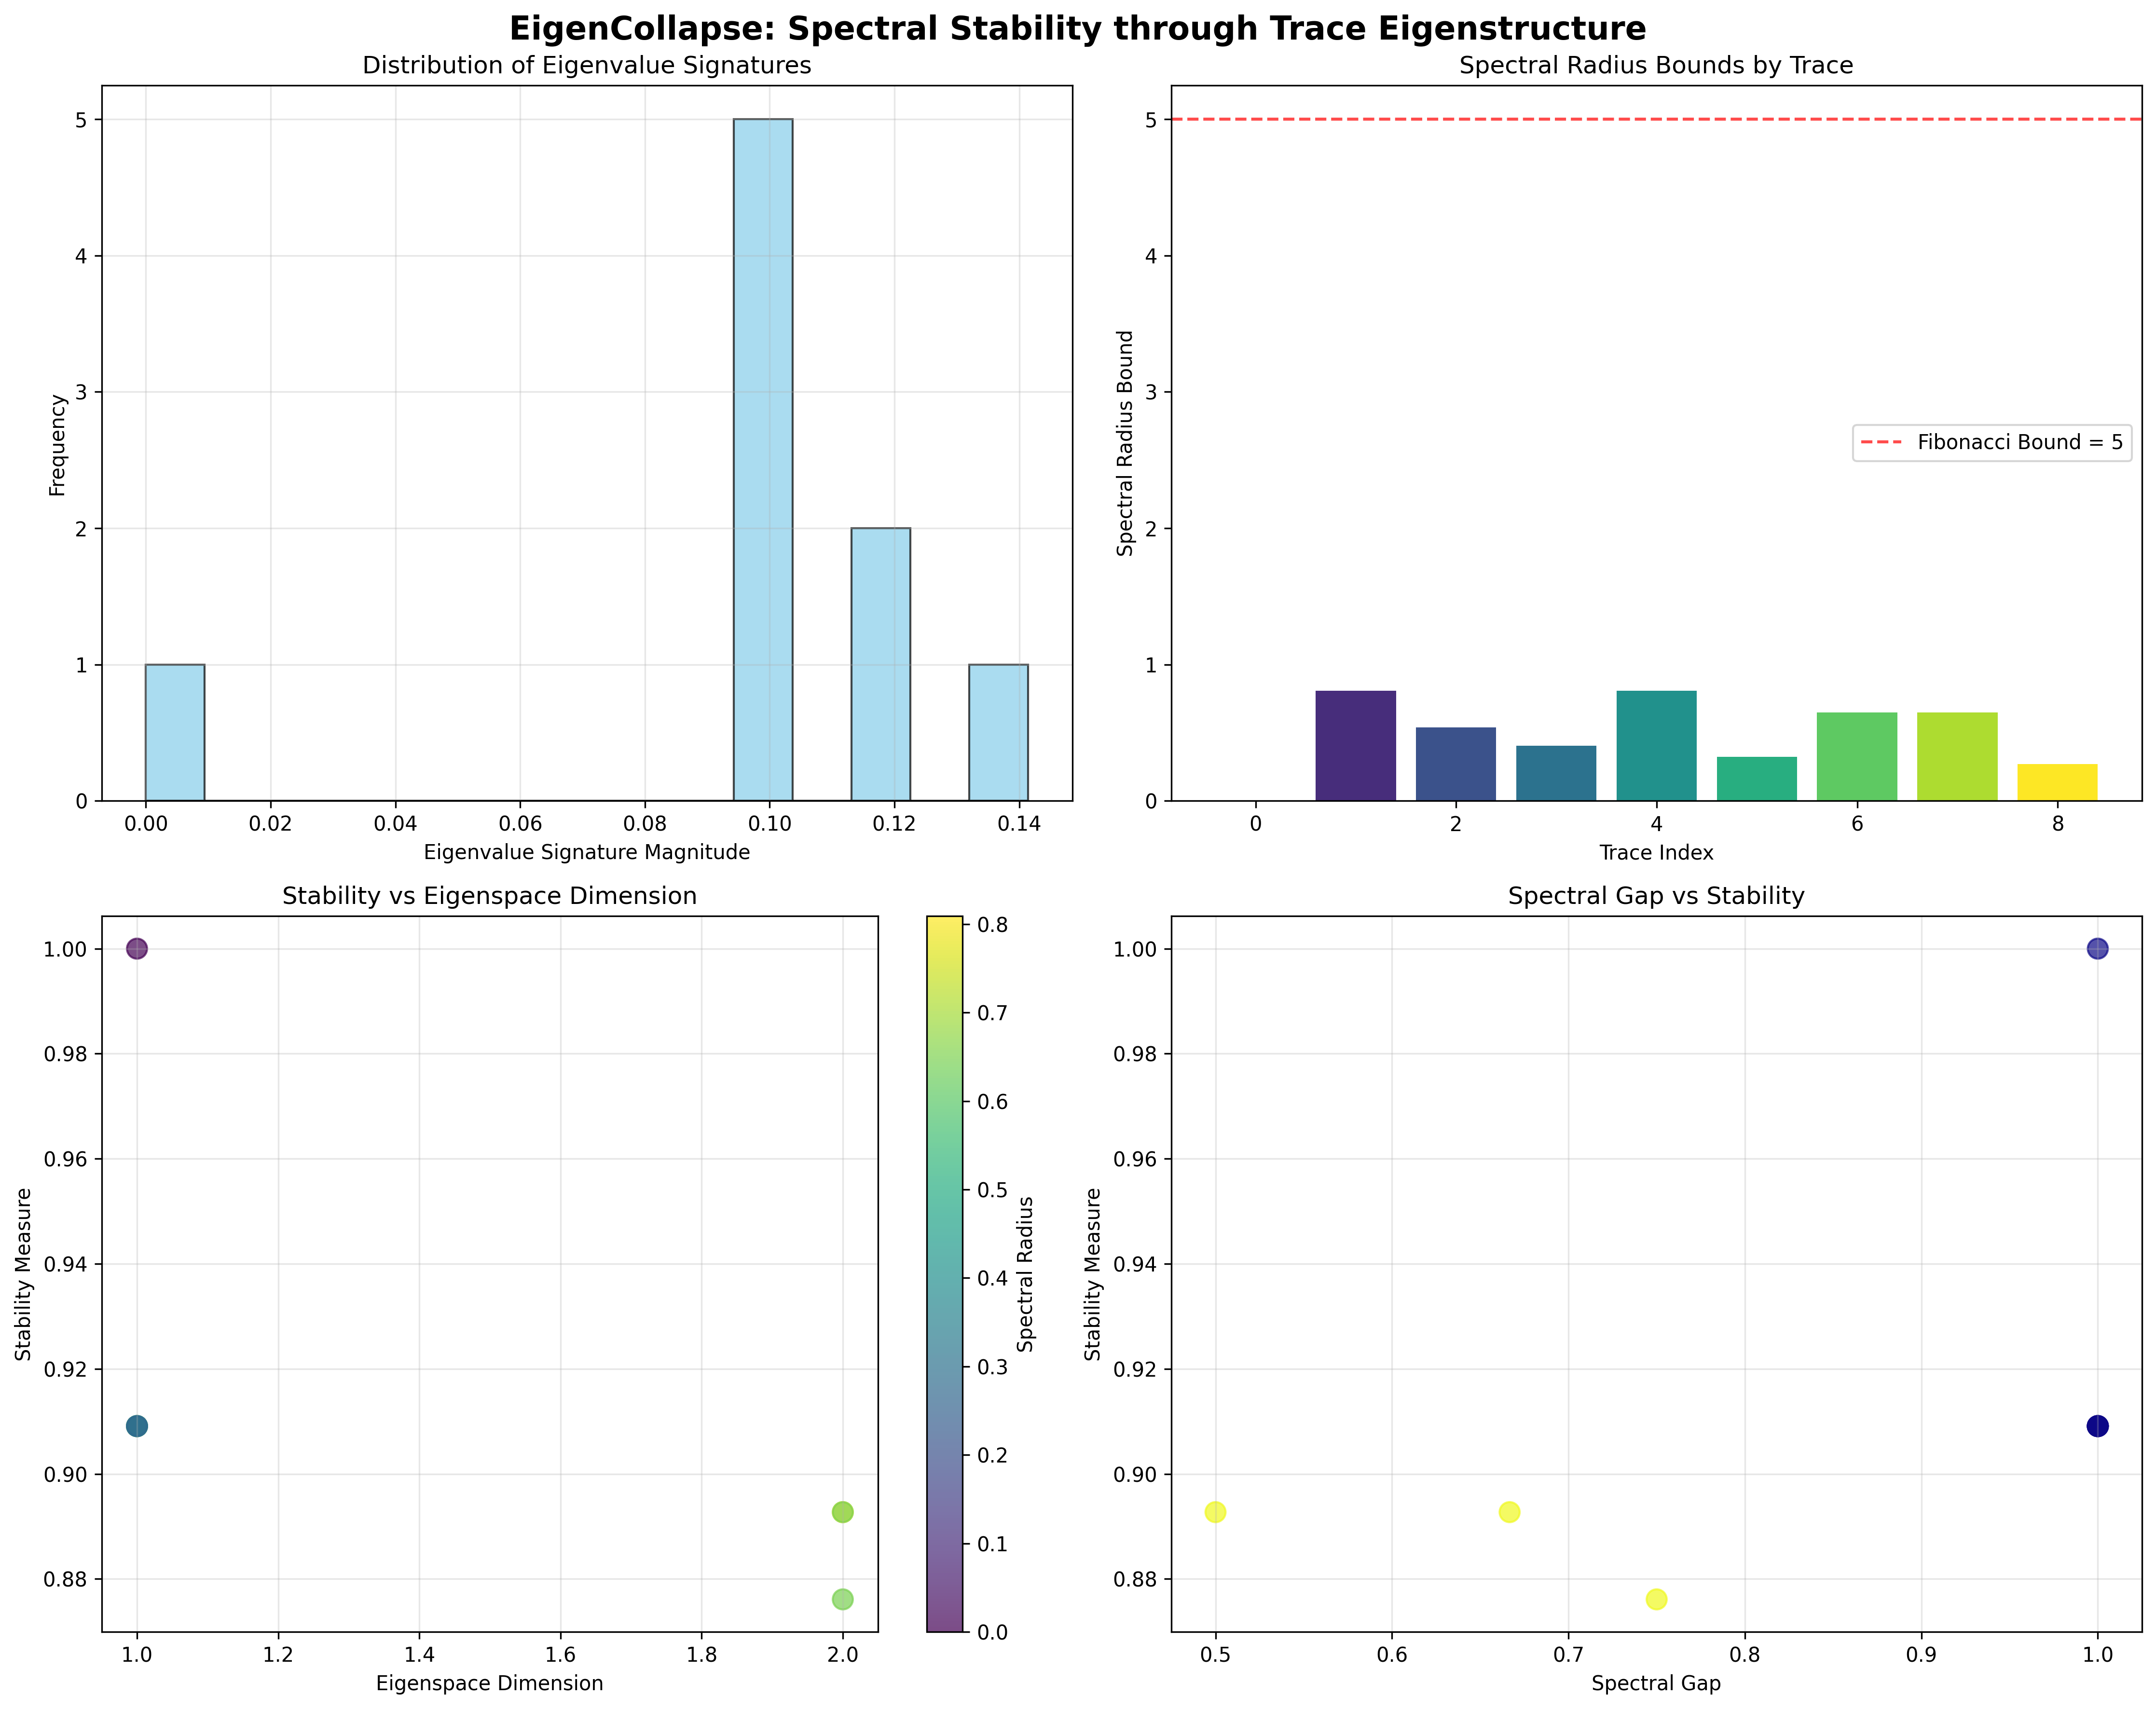 EigenCollapse: Spectral Stability through Trace Eigenstructure
Distribution of Eigenvalue Signatures
5
4
3
2
1
0
Frequency
0.00 0.02 0.04 0.06 0.08 0.10 0.12 0.14
Eigenvalue Signature Magnitude
Spectral Radius Bounds by Trace
5
4
3
2
1
0
Spectral Radius Bound
Fibonacci Bound = 5
0 2 4 6 8
Trace Index
Stability vs Eigenspace Dimension
1.00
0.98
0.96
0.94
0.92
0.90
0.88
Stability Measure
1.0 1.2 1.4 1.6 1.8 2.0
Eigenspace Dimension
0.8
0.7
0.6
0.5
0.4
0.3
0.2
0.1
0.0
Spectral Radius
Spectral Gap vs Stability
1.00
0.98
0.96
0.94
0.92
0.90
0.88
Stability Measure
0.5 0.6 0.7 0.8 0.9 1.0
Spectral Gap